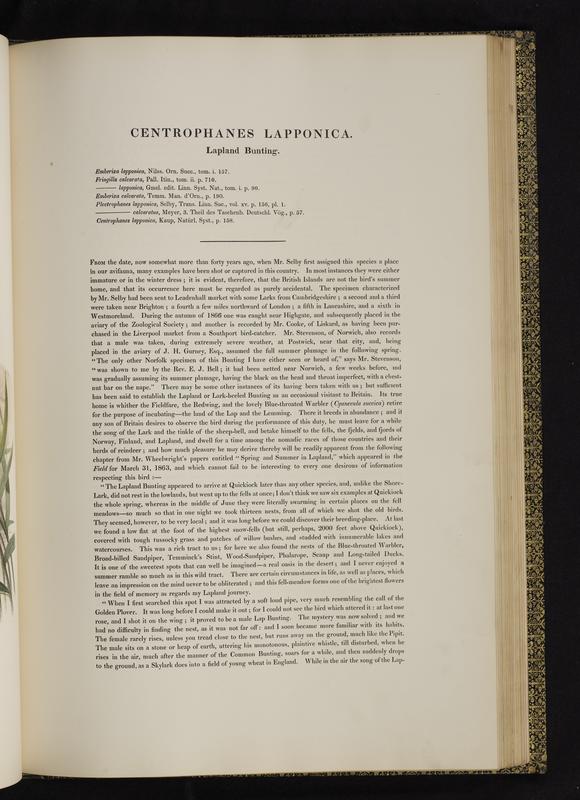 CENTROPHANES LAPPONICA.
Lapland Bunting.
Emberiza lapponica, Nilss. Orn. Suec., tom. i. 157.
Fringilla calcarata, Pall. Itin., tom. ii. p. 710.
——— lapponica, Gmel. edit. Linn. Syst. Nat., tom. i. p. 90.
Emberiza calcarata, Temm. Man. d'Orn., p. 190.
Plectrophanes lapponica, Selby, Trans. Linn. Soc., vol. xv. p. 156, pl. 1.
——— calcaratus, Meyer, 3. Theil des Taschenb. Deutschl. Vög., p. 57.
Centrophanes lapponica, Kaup, Natürl. Syst., p. 158.
From the date, now somewhat more than forty years ago, when Mr. Selby first assigned this species a place
in our avifauna, many examples have been shot or captured in this country. In most instances they were either
immature or in the winter dress; it is evident, therefore, that the British Islands are not the bird's summer
home, and that its occurrence here must be regarded as purely accidental. The specimen characterized
by Mr. Selby had been sent to Leadenhall market with some Larks from Cambridgeshire; a second and a third
were taken near Brighton; a fourth a few miles northward of London; a fifth in Lancashire, and a sixth in
Westmoreland. During the autumn of 1866 one was caught near Highgate, and subsequently placed in the
aviary of the Zoological Society; and another is recorded by Mr. Cooke, of Liskard, as having been pur-
chased in the Liverpool market from a Southport bird-catcher. Mr. Stevenson, of Norwich, also records
that a male was taken, during extremely severe weather, at Postwick, near that city, and, being
placed in the aviary of J. H. Gurney, Esq., assumed the full summer plumage in the following spring.
"The only other Norfolk specimen of this Bunting I have either seen or heard of," says Mr. Stevenson,
"was shown to me by the Rev. E. J. Bell; it had been netted near Norwich, a few weeks before, and
was gradually assuming its summer plumage, having the black on the head and throat imperfect, with a chest-
nut bar on the nape." There may be some other instances of its having been taken with us; but sufficient
has been said to establish the Lapland or Lark-heeled Bunting as an occasional visitant to Britain. Its true
home is whither the Fieldfare, the Redwing, and the lovely Blue-throated Warbler (Cyanecula suecica) retire
for the purpose of incubating—the land of the Lap and the Lemming. There it breeds in abundance; and if
any son of Britain desires to observe the bird during the performance of this duty, he must leave for a while
the song of the Lark and the tinkle of the sheep-bell, and betake himself to the fells, the fjelds, and fjords of
Norway, Finland, and Lapland, and dwell for a time among the nomadic races of those countries and their
herds of reindeer; and how much pleasure he may derive thereby will be readily apparent from the following
chapter from Mr. Wheelwright's papers entitled "Spring and Summer in Lapland," which appeared in the
Field for March 31, 1863, and which cannot fail to be interesting to every one desirous of information
respecting this bird:—
"The Lapland Bunting appeared to arrive at Quickiock later than any other species, and, unlike the Shore-
Lark, did not rest in the lowlands, but went up to the fells at once; I don't think we saw six examples at Quickiock
the whole spring, whereas in the middle of June they were literally swarming in certain places on the fell
meadows—so much so that in one night we took thirteen nests, from all of which we shot the old birds.
They seemed, however, to be very local; and it was long before we could discover their breeding-place. At last
we found a low flat at the foot of the highest snow-fells (but still, perhaps, 2000 feet above Quickiock),
covered with tough tussocky grass and patches of willow bushes, and studded with innumerable lakes and
watercourses. This was a rich tract to us; for here we also found the nests of the Blue-throated Warbler,
Broad-billed Sandpiper, Temminck's Stint, Wood-Sandpiper, Phalarope, Scaup and Long-tailed Ducks.
It is one of the sweetest spots that can well be imagined—a real oasis in the desert; and I never enjoyed a
summer ramble so much as in this wild tract. There are certain circumstances in life, as well as places, which
leave an impression on the mind never to be obliterated; and this fell-meadow forms one of the brightest flowers
in the field of memory as regards my Lapland journey.
"When I first searched this spot I was attracted by a soft loud pipe, very much resembling the call of the
Golden Plover. It was long before I could make it out; for I could not see the bird which uttered it: at last one
rose, and I shot it on the wing; it proved to be a male Lap Bunting. The mystery was now solved; and we
had no difficulty in finding the nest, as it was not far off: and I soon became more familiar with its habits.
The female rarely rises, unless you tread close to the nest, but runs away on the ground, much like the Pipit.
The male sits on a stone or heap of earth, uttering his monotonous, plaintive whistle, till disturbed, when he
rises in the air, much after the manner of the Common Bunting, soars for a while, and then suddenly drops
to the ground, as a Skylark does into a field of young wheat in England. While in the air the song of the Lap-